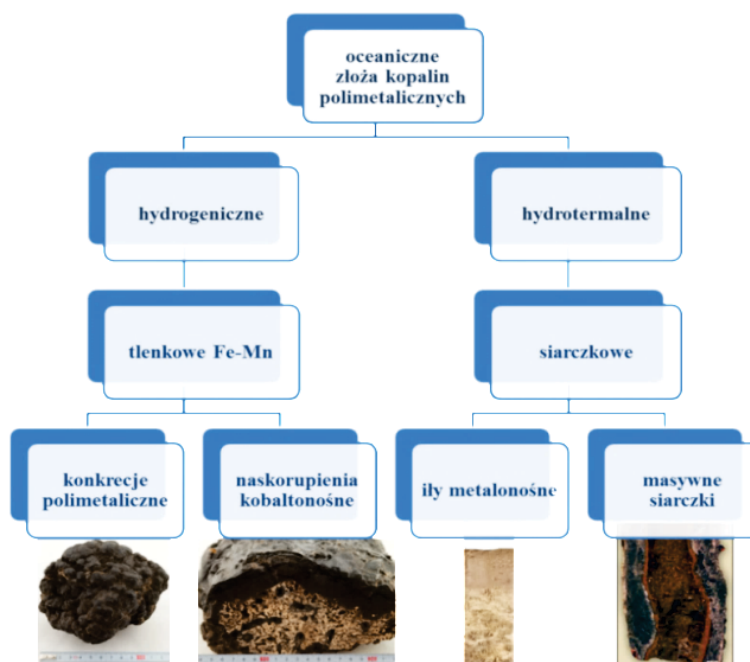 oceaniczne
złoża kopalin
polimetalicznych
hydrogeniczne
hydrotermalne
tlenkowe Fe-Mn
siarczkowe
konkrecje
polimetaliczne
naskorupienia
kobaltonośne
iły metalonośne
masywne
siarczki